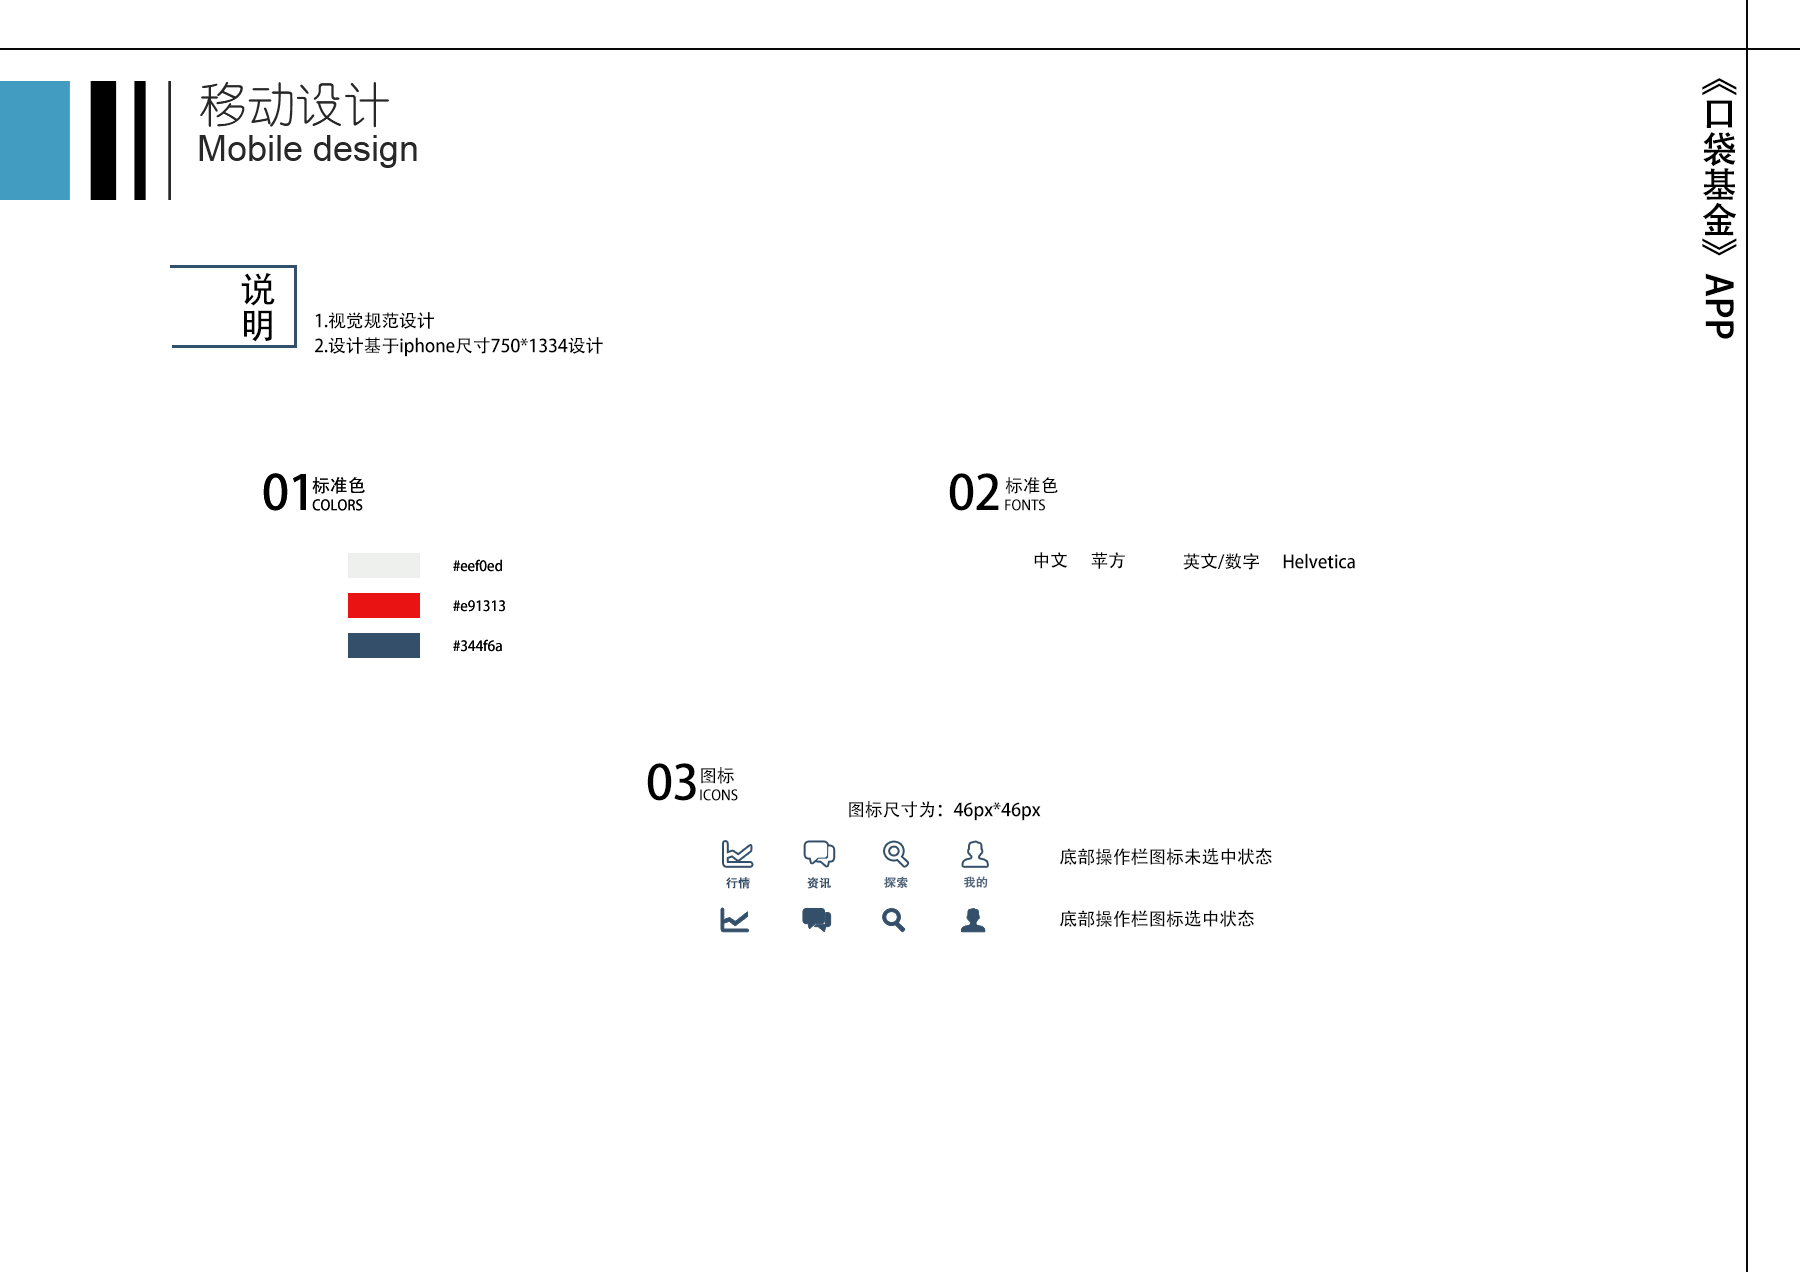 移动设计
Mobile design
《口袋基金》APP
说
明
1.视觉规范设计
2.设计基于iphone尺寸750*1334设计
01 标准色
COLORS
#eef0ed
#e91313
#344f6a
02 标准色
FONTS
中文 苹方 英文/数字 Helvetica
03 图标
ICONS
图标尺寸为：46px*46px
行情 资讯 探索 我的
底部操作栏图标未选中状态
底部操作栏图标选中状态